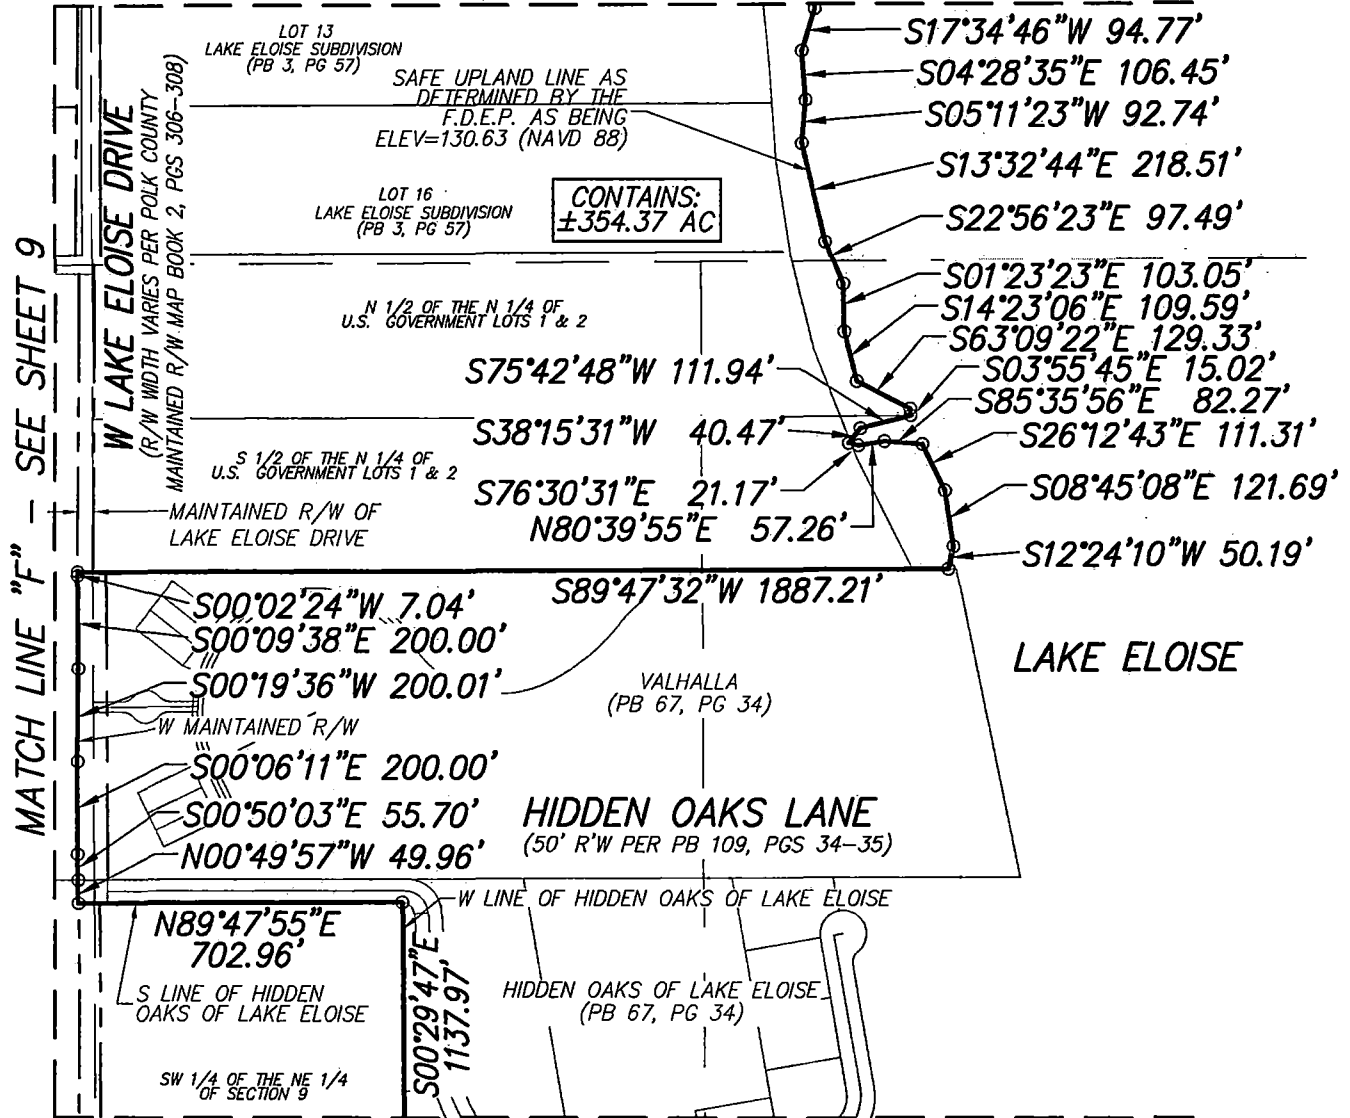 LOT 13
LAKE ELOISE SUBDIVISION
(PB 3, PG 57)
SAFE UPLAND LINE AS
DETERMINED BY THE
F.D.E.P. AS BEING
ELEV=130.63 (NAVD 88)
LOT 16
LAKE ELOISE SUBDIVISION
(PB 3, PG 57)
CONTAINS:
±354.37 AC
S17°34'46"W 94.77'
S04°28'35"E 106.45'
S05°11'23"W 92.74'
S13°32'44"E 218.51'
S22°56'23"E 97.49'
S01°23'23"E 103.05'
S14°23'06"E 109.59'
S63°09'22"E 129.33'
S03°55'45"E 15.02'
S85°35'56"E 82.27'
S26°12'43"E 111.31'
S08°45'08"E 121.69'
S12°24'10"W 50.19'
MATCH LINE "F" - SEE SHEET 9
W LAKE ELOISE DRIVE
(R/W WIDTH VARIES PER POLK COUNTY
MAINTAINED R/W MAP BOOK 2, PGS 306-308)
N 1/2 OF THE N 1/4 OF
U.S. GOVERNMENT LOTS 1 & 2
S75°42'48"W 111.94'
S38°15'31"W 40.47'
S 1/2 OF THE N 1/4 OF
U.S. GOVERNMENT LOTS 1 & 2
S76°30'31"E 21.17'
N80°39'55"E 57.26'
MAINTAINED R/W OF
LAKE ELOISE DRIVE
S89°47'32"W 1887.21'
S00°02'24"W 7.04'
S00°09'38"E 200.00'
S00°19'36"W 200.01'
W MAINTAINED R/W
S00°06'11"E 200.00'
S00°50'03"E 55.70'
N00°49'57"W 49.96'
LAKE ELOISE
VALHALLA
(PB 67, PG 34)
HIDDEN OAKS LANE
(50' R'W PER PB 109, PGS 34-35)
W LINE OF HIDDEN OAKS OF LAKE ELOISE
N89°47'55"E
702.96'
S LINE OF HIDDEN
OAKS OF LAKE ELOISE
S00°29'47"E
1137.97'
HIDDEN OAKS OF LAKE ELOISE
(PB 67, PG 34)
SW 1/4 OF THE NE 1/4
OF SECTION 9